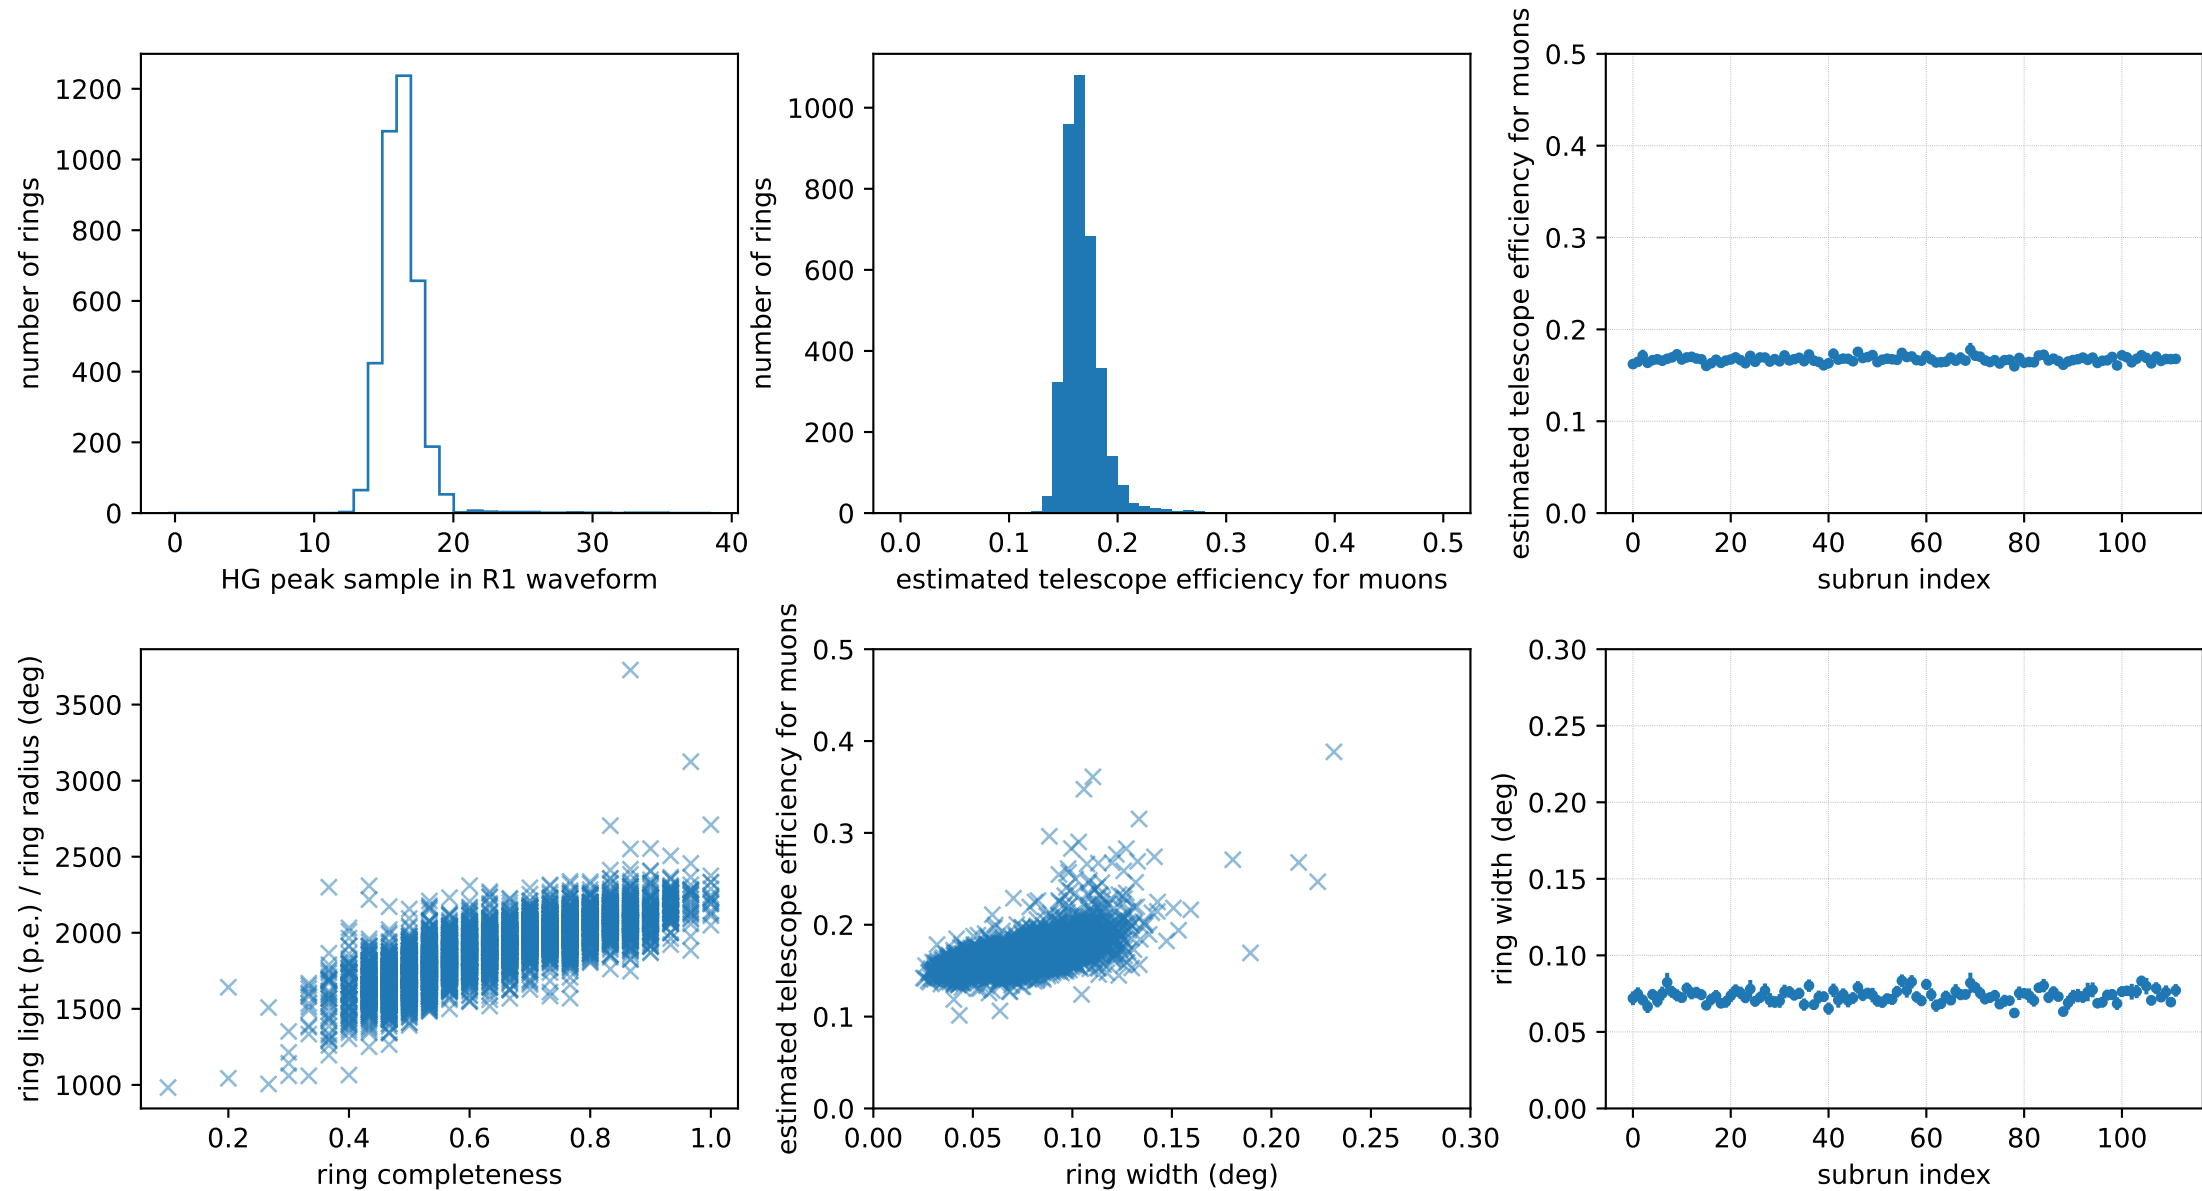 number of rings
1200
1000
800
600
400
200
0
0 10 20 30 40
HG peak sample in R1 waveform
number of rings
1000
800
600
400
200
0
0.0 0.1 0.2 0.3 0.4 0.5
estimated telescope efficiency for muons
estimated telescope efficiency for muons
0.5
0.4
0.3
0.2
0.1
0.0
0 20 40 60 80 100
subrun index
ring light (p.e.) / ring radius (deg)
3500
3000
2500
2000
1500
1000
0.2 0.4 0.6 0.8 1.0
ring completeness
estimated telescope efficiency for muons
0.5
0.4
0.3
0.2
0.1
0.0
0.00 0.05 0.10 0.15 0.20 0.25 0.30
ring width (deg)
ring width (deg)
0.30
0.25
0.20
0.15
0.10
0.05
0.00
0 20 40 60 80 100
subrun index